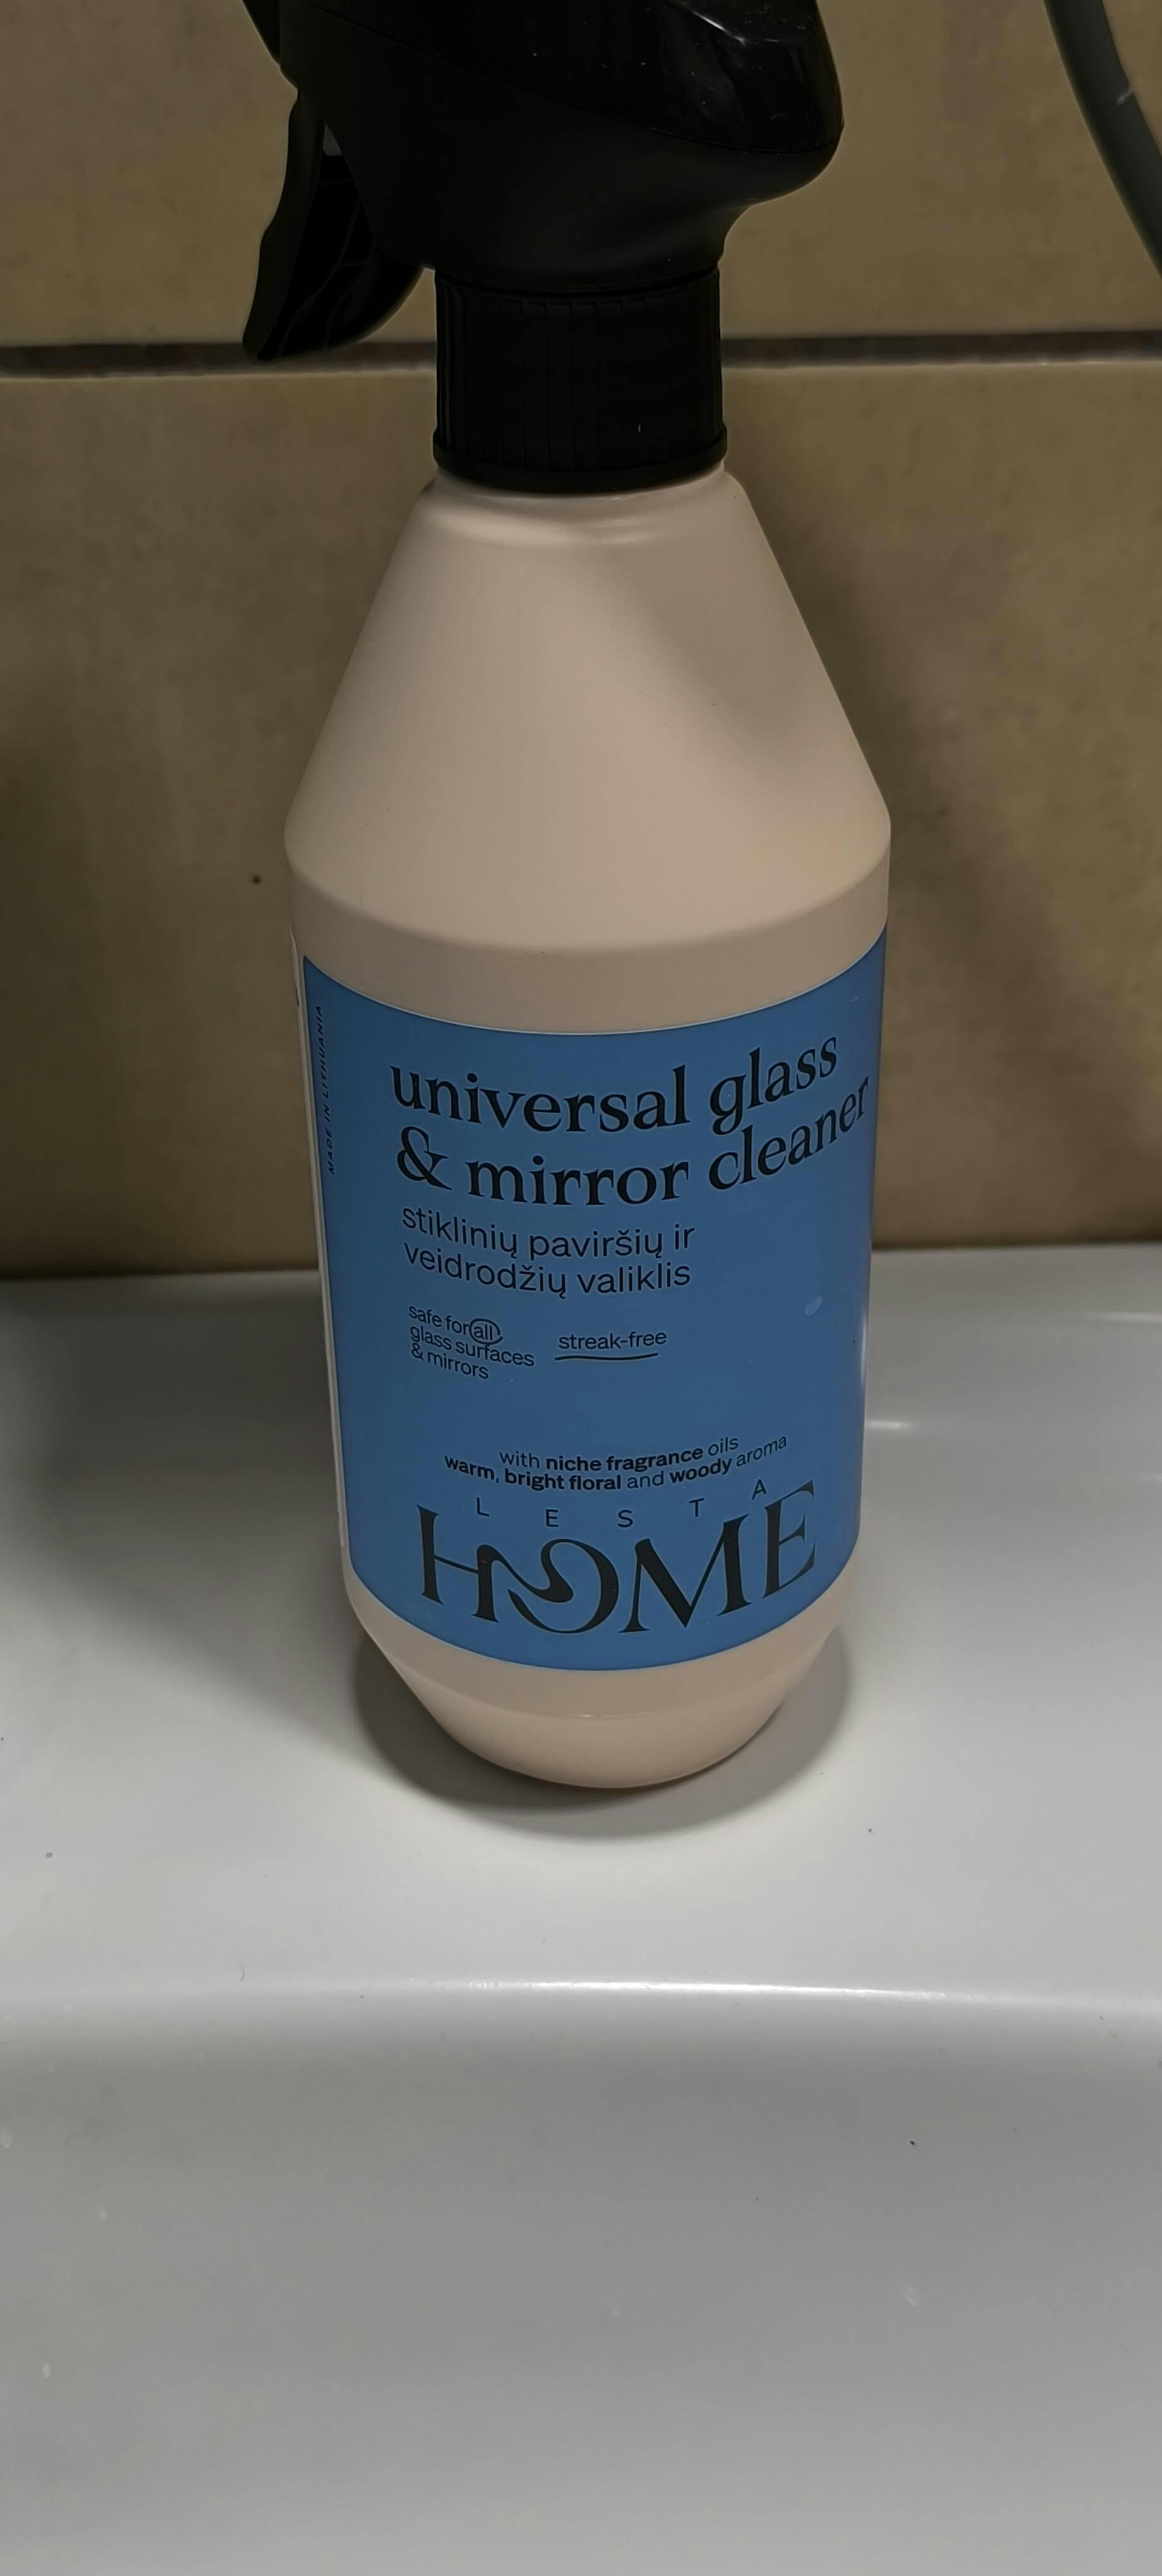 MADE IN LITHUANIA
universal glass
& mirror cleaner
stiklinių paviršių ir
veidrodžių valiklis
safe for all
glass surfaces
& mirrors
streak-free
with niche fragrance oils
warm, bright floral and woody aroma
LESTA
HOME